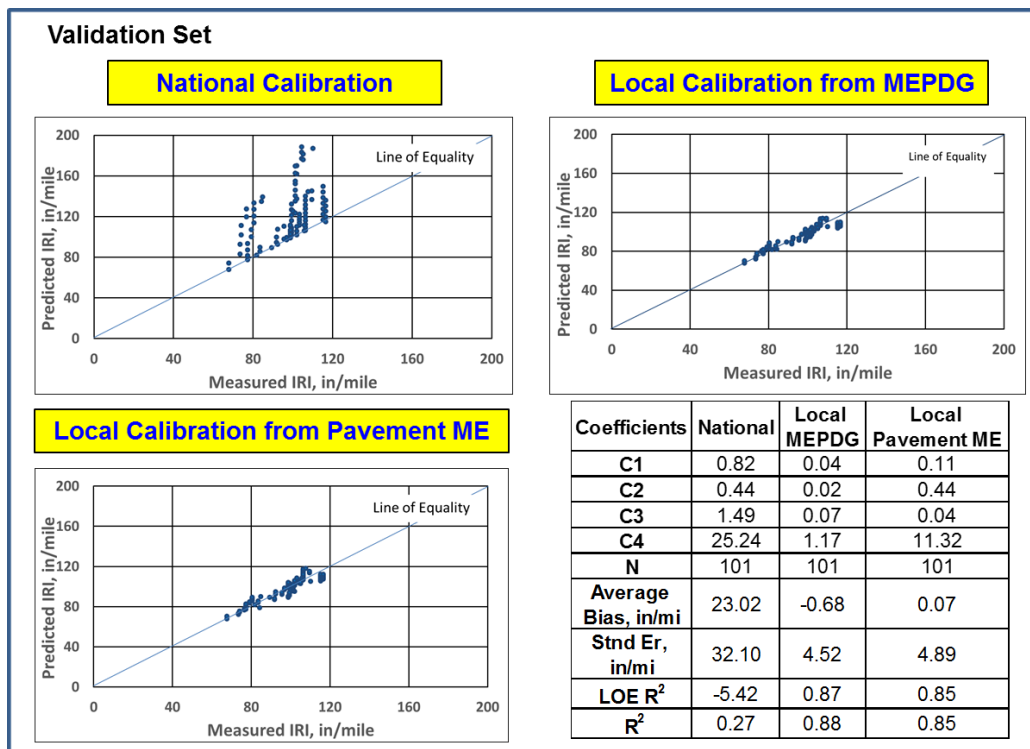 Validation Set
National Calibration
Local Calibration from MEPDG
200
160
120
80
40
0
0 40 80 120 160 200
Predicted IRI, in/mile
Measured IRI, in/mile
Line of Equality
200
160
120
80
40
0
0 40 80 120 160 200
Predicted IRI, in/mile
Measured IRI, in/mile
Line of Equality
Local Calibration from Pavement ME
200
160
120
80
40
0
0 40 80 120 160 200
Predicted IRI, in/mile
Measured IRI, in/mile
Line of Equality
Coefficients National Local MEPDG Local Pavement ME
C1 0.82 0.04 0.11
C2 0.44 0.02 0.44
C3 1.49 0.07 0.04
C4 25.24 1.17 11.32
N 101 101 101
Average Bias, in/mi 23.02 -0.68 0.07
Stnd Er, in/mi 32.10 4.52 4.89
LOE R² -5.42 0.87 0.85
R² 0.27 0.88 0.85